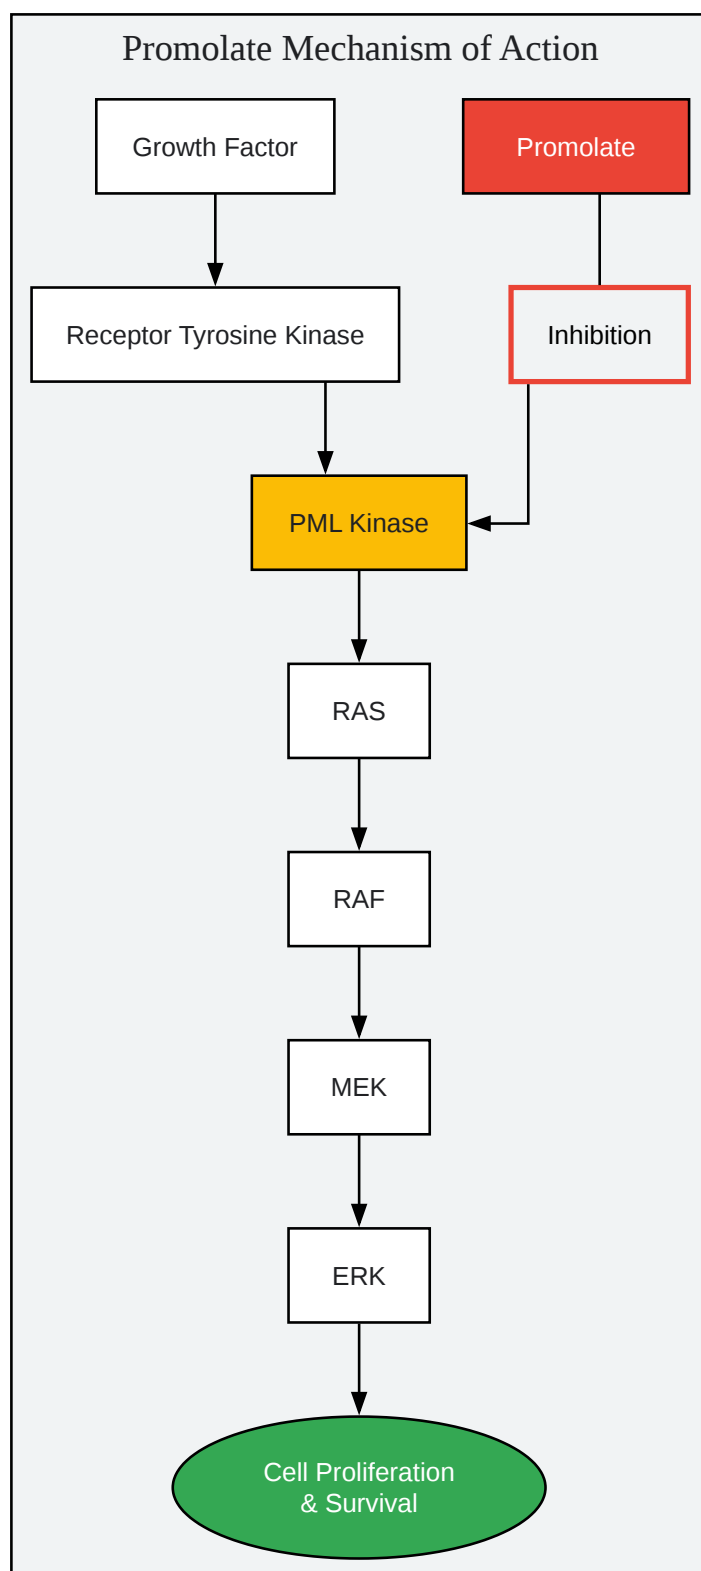 Promolate Mechanism of Action
Growth Factor
Promolate
Receptor Tyrosine Kinase
Inhibition
PML Kinase
RAS
RAF
MEK
ERK
Cell Proliferation
& Survival